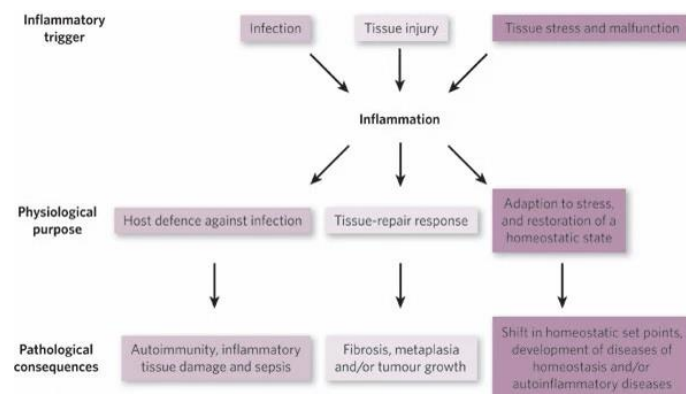 Inflammatory
trigger
Infection
Tissue injury
Tissue stress and malfunction
Inflammation
Physiological
purpose
Host defence against infection
Tissue-repair response
Adaption to stress,
and restoration of a
homeostatic state
Pathological
consequences
Autoimmunity, inflammatory
tissue damage and sepsis
Fibrosis, metaplasia
and/or tumour growth
Shift in homeostatic set points,
development of diseases of
homeostasis and/or
autoinflammatory diseases